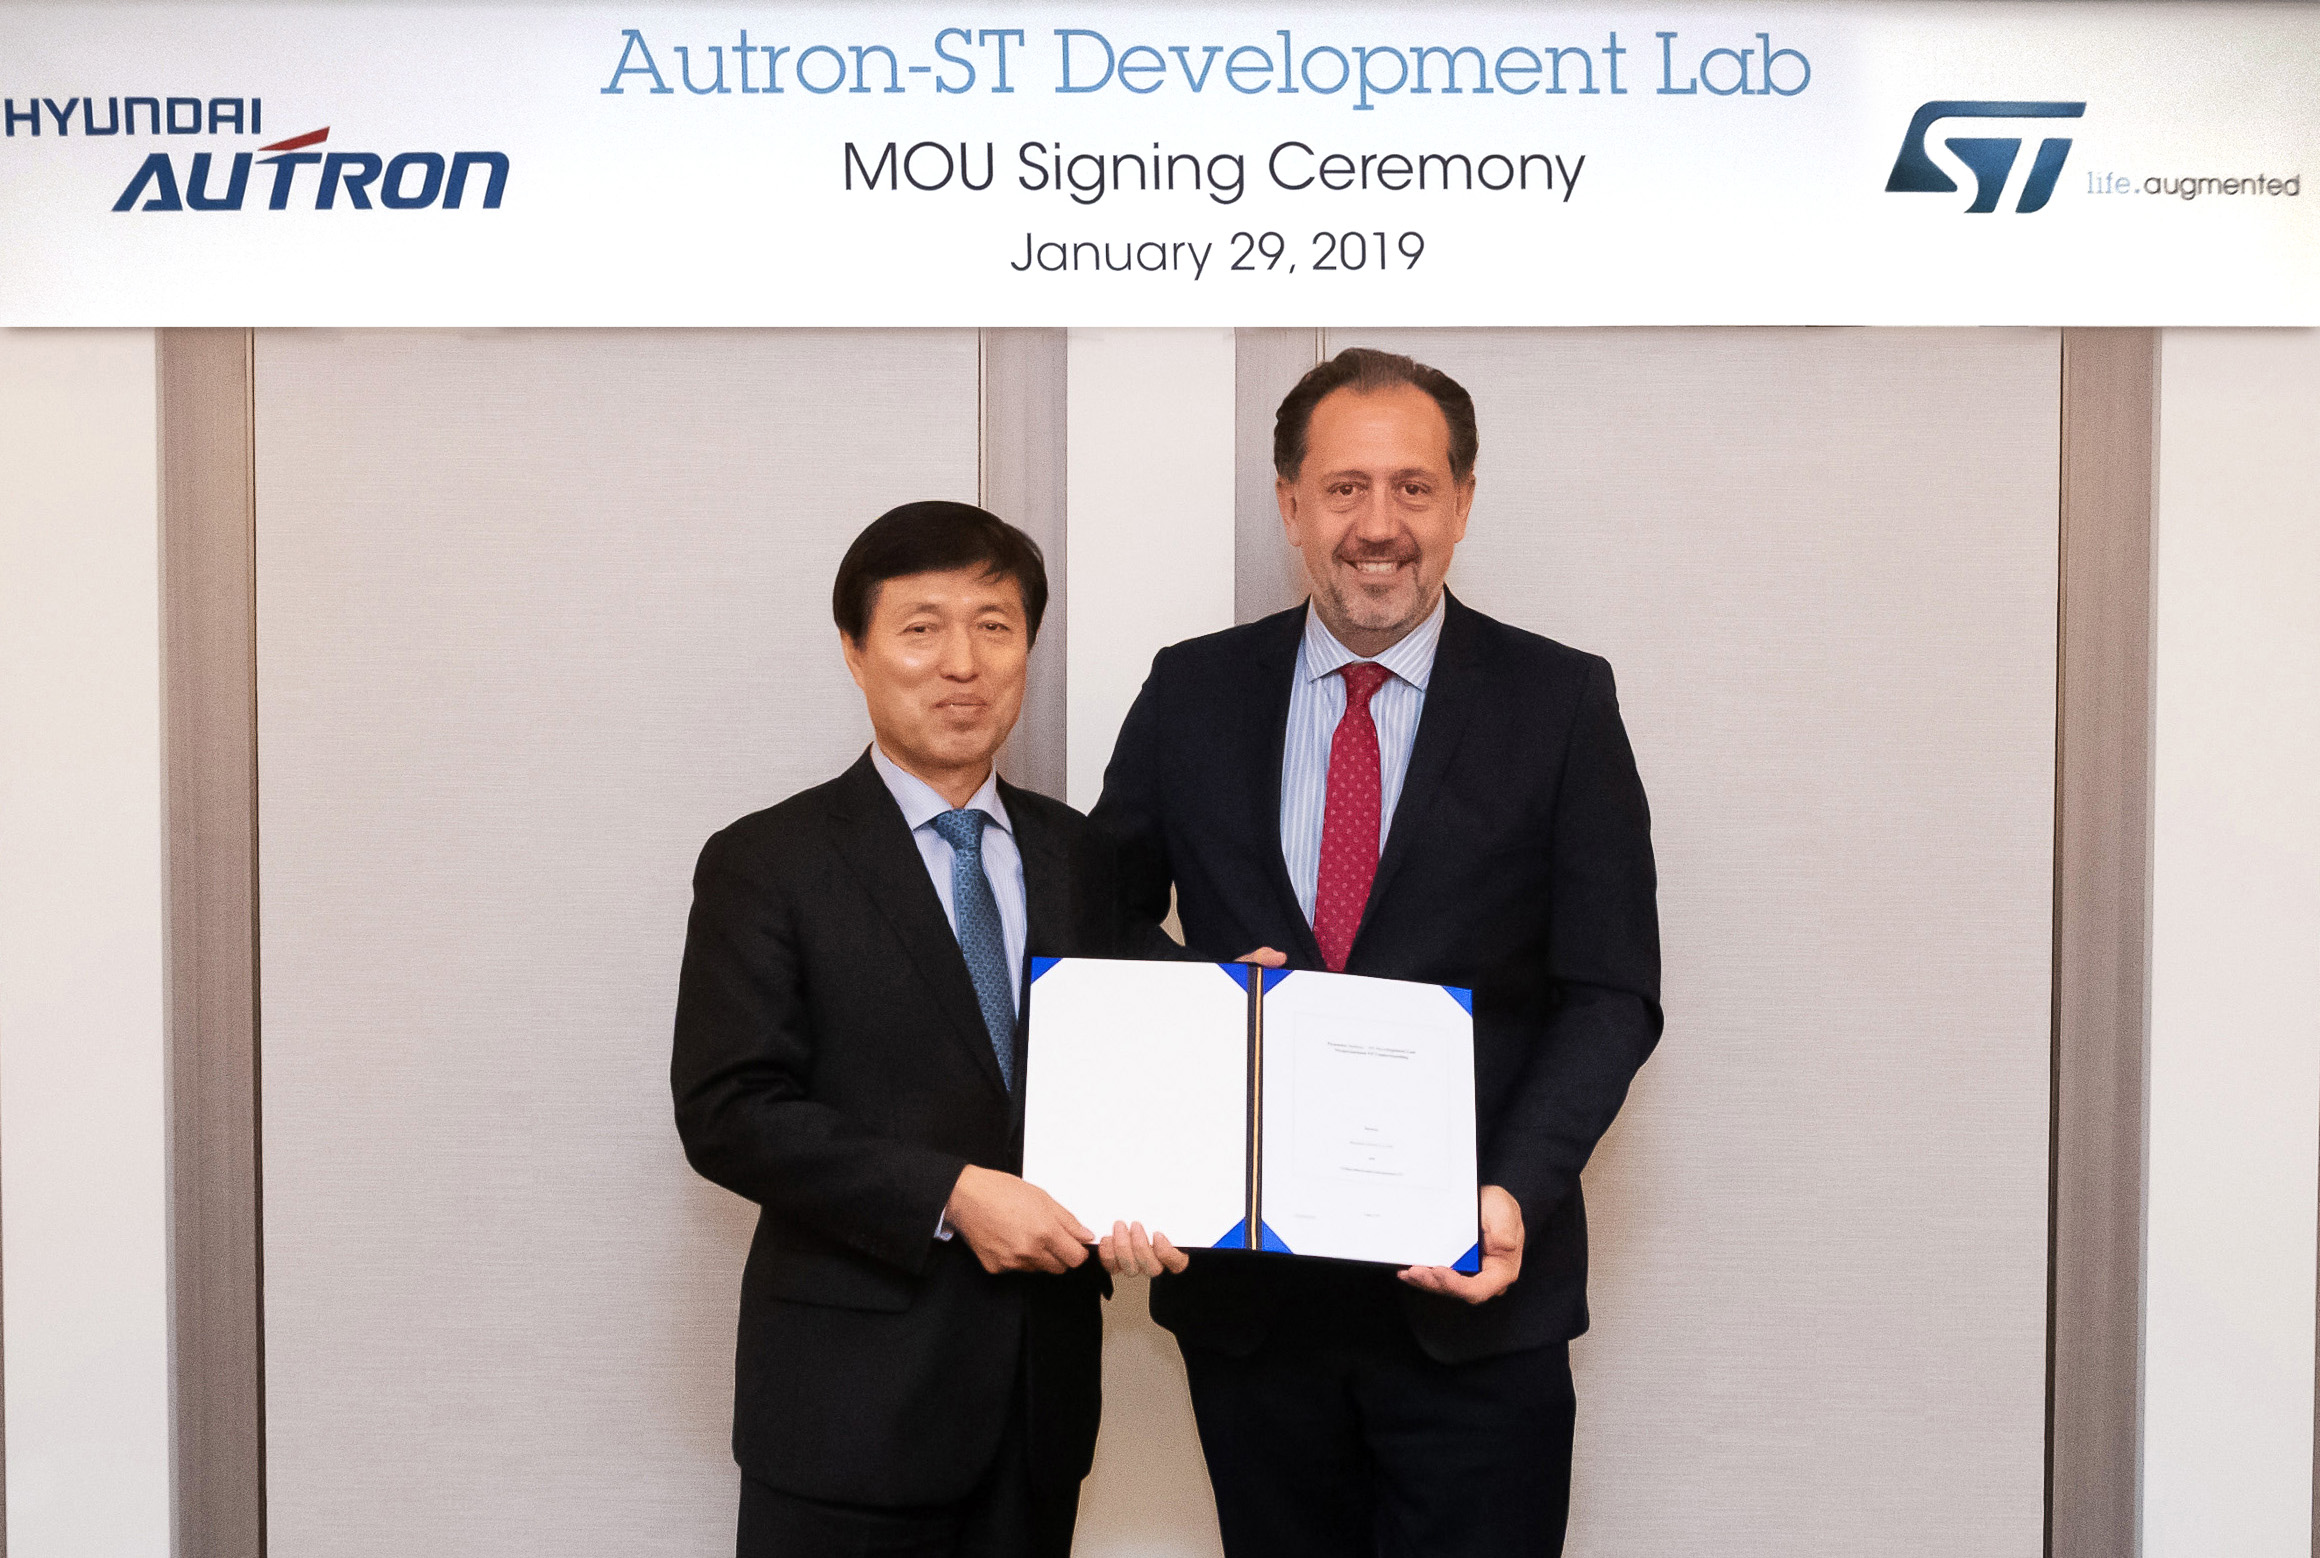 Autron-ST Development Lab
HYUNDAI
AUTRON
MOU Signing Ceremony
ST life.augmented
January 29, 2019